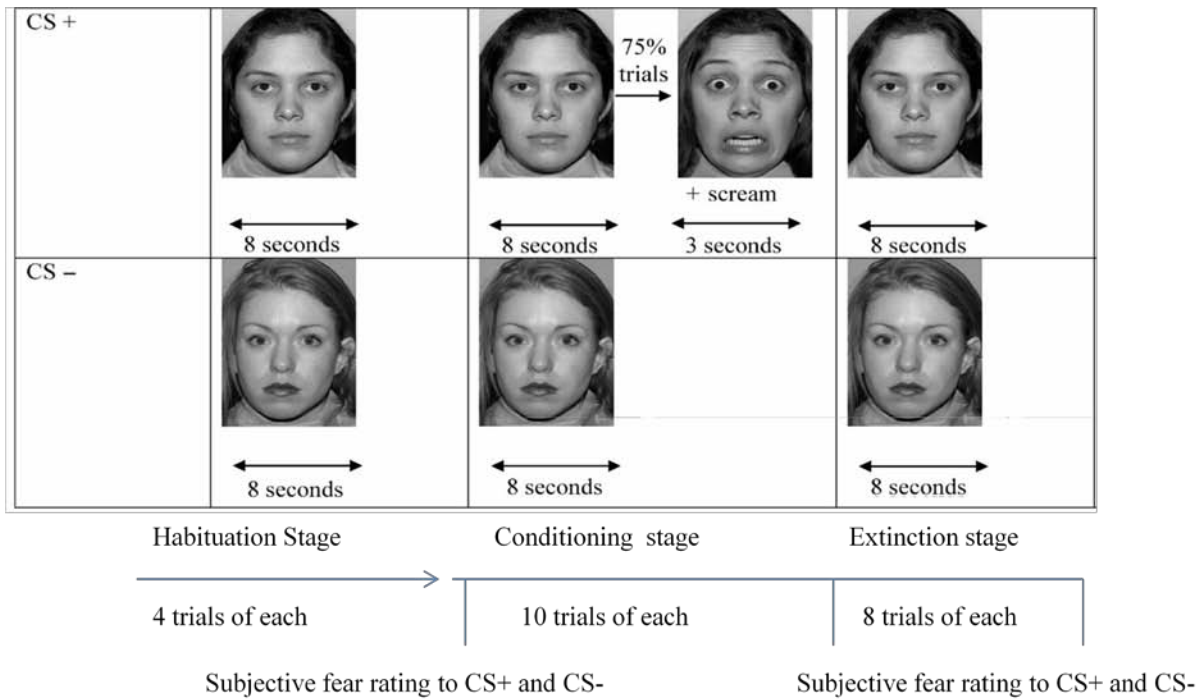 CS +
75%
trials
+ scream
8 seconds
8 seconds
3 seconds
8 seconds
CS –
8 seconds
8 seconds
8 seconds
Habituation Stage
Conditioning stage
Extinction stage
4 trials of each
10 trials of each
8 trials of each
Subjective fear rating to CS+ and CS-
Subjective fear rating to CS+ and CS-